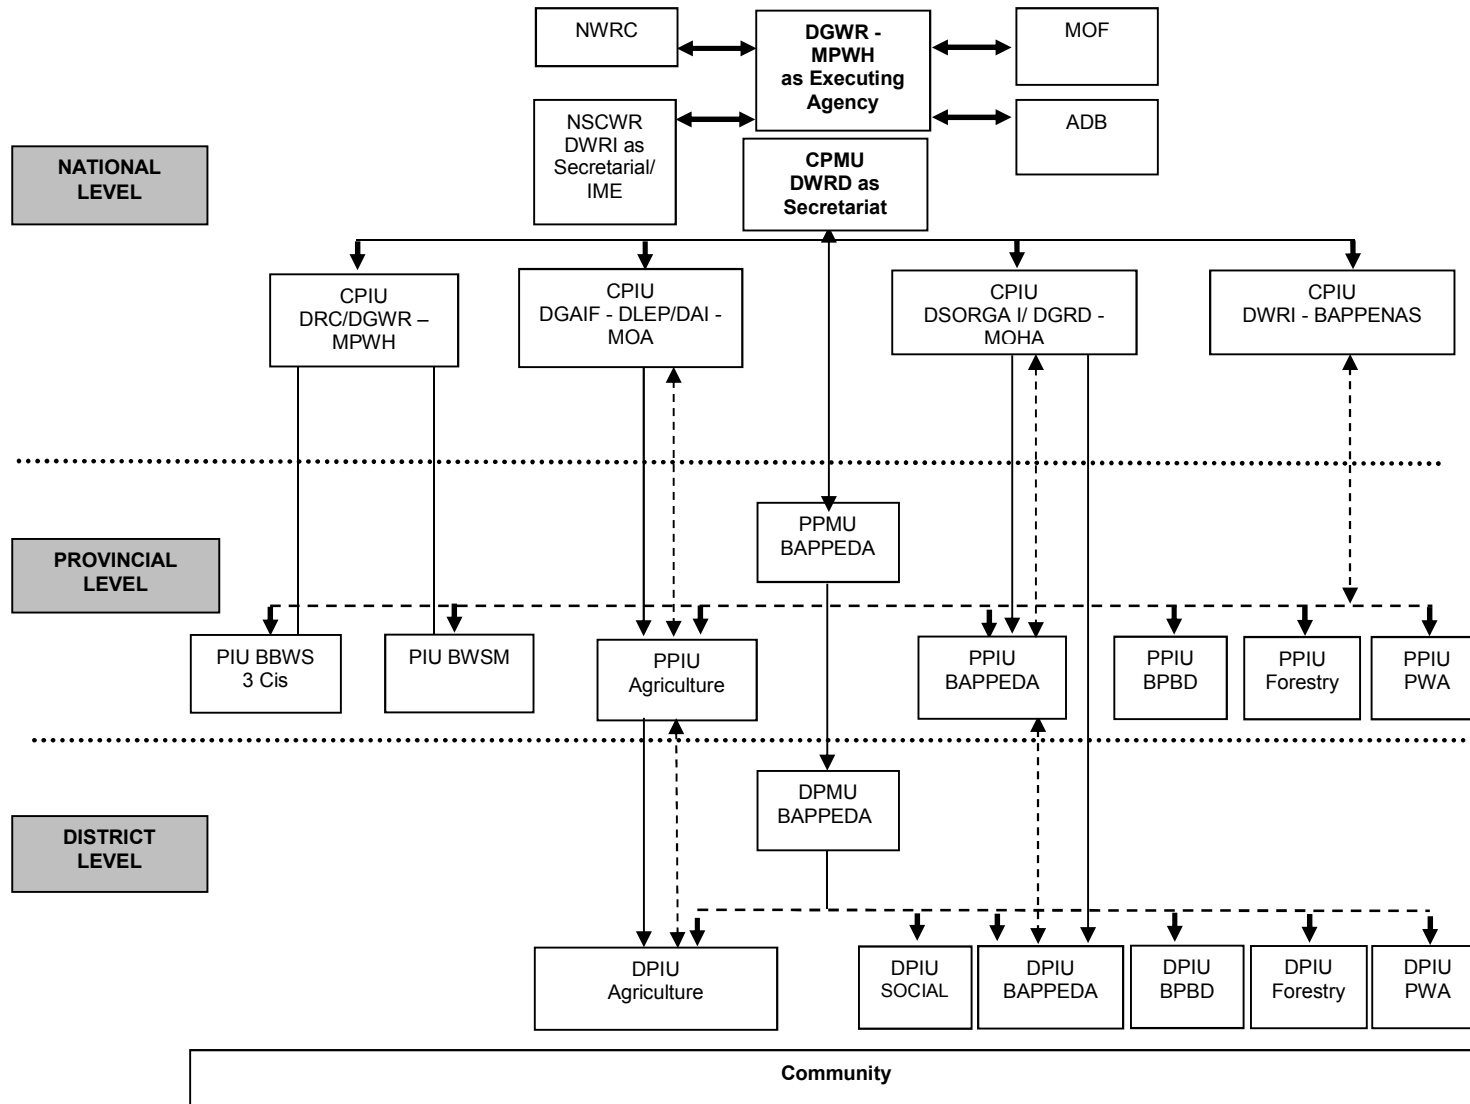 NWRC
DGWR -
MPWH
as Executing
Agency
MOF
NSCWR
DWRI as
Secretarial/
IME
ADB
CPMU
DWRD as
Secretariat
NATIONAL
LEVEL
CPIU
DRC/DGWR –
MPWH
CPIU
DGAIF - DLEP/DAI -
MOA
CPIU
DSORGA I/ DGRD -
MOHA
CPIU
DWRI - BAPPENAS
PPMU
BAPPEDA
PROVINCIAL
LEVEL
PIU BBWS
3 Cis
PIU BWSM
PPIU
Agriculture
PPIU
BAPPEDA
PPIU
BPBD
PPIU
Forestry
PPIU
PWA
DPMU
BAPPEDA
DISTRICT
LEVEL
DPIU
Agriculture
DPIU
SOCIAL
DPIU
BAPPEDA
DPIU
BPBD
DPIU
Forestry
DPIU
PWA
Community